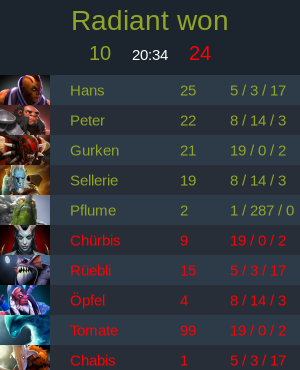 Radiant won
10 20:34 24
Hans 25 5 / 3 / 17
Peter 22 8 / 14 / 3
Gurken 21 19 / 0 / 2
Sellerie 19 8 / 14 / 3
Pflume 2 1 / 287 / 0
Chürbis 9 19 / 0 / 2
Rüebli 15 5 / 3 / 17
Öpfel 4 8 / 14 / 3
Tomate 99 19 / 0 / 2
Chabis 1 5 / 3 / 17